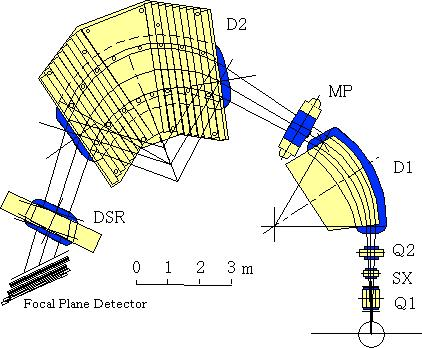 D2
MP
D1
DSR
0 1 2 3 m
Q2
SX
Q1
Focal Plane Detector